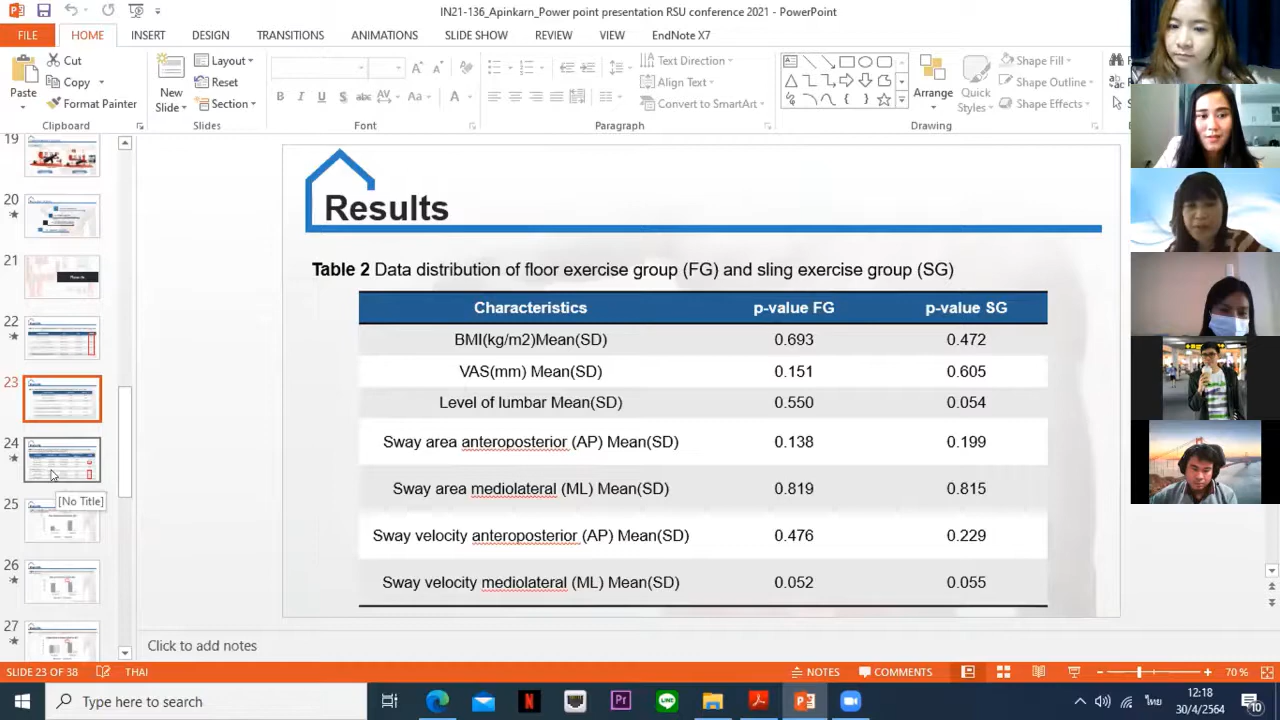 IN21-136_Apinkarn_Power point presentation RSU conference 2021 - PowerPoint
FILE HOME INSERT DESIGN TRANSITIONS ANIMATIONS SLIDE SHOW REVIEW VIEW EndNote X7
Paste
Cut
Copy
Format Painter
Clipboard
New
Slide
Layout
Reset
Section
Slides
B I U S abc AV Aa A
Font
Text Direction
Align Text
Convert to SmartArt
Paragraph
Arrange
Quick
Styles
Shape Fill
Shape Outline
Shape Effects
Drawing
19
20
21
22
23
24
[No Title]
25
26
27
Results
Table 2 Data distribution of floor exercise group (FG) and sling exercise group (SG)
Characteristics p-value FG p-value SG
BMI(kg/m2)Mean(SD) 0.693 0.472
VAS(mm) Mean(SD) 0.151 0.605
Level of lumbar Mean(SD) 0.550 0.054
Sway area anteroposterior (AP) Mean(SD) 0.138 0.199
Sway area mediolateral (ML) Mean(SD) 0.819 0.815
Sway velocity anteroposterior (AP) Mean(SD) 0.476 0.229
Sway velocity mediolateral (ML) Mean(SD) 0.052 0.055
Click to add notes
SLIDE 23 OF 38 THAI NOTES COMMENTS 70 %
Type here to search
Pr
LINE
ไทย
12:18
30/4/2564
10